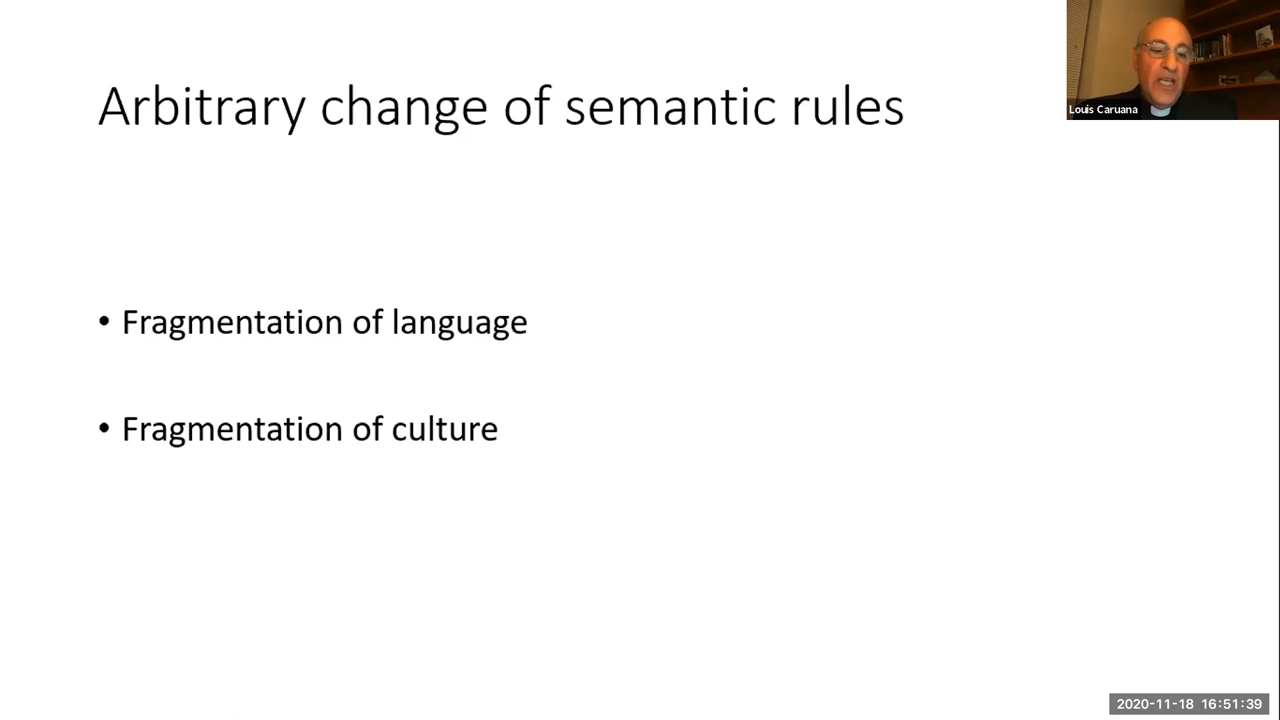 Arbitrary change of semantic rules
Louis Caruana
• Fragmentation of language
• Fragmentation of culture
2020-11-18 16:51:39